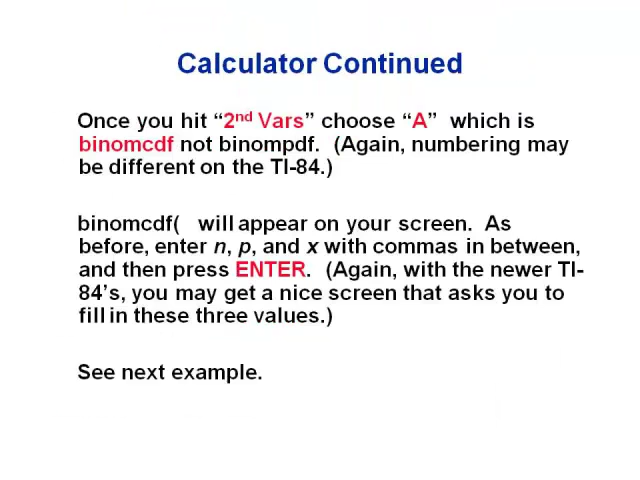 Calculator Continued
Once you hit “2nd Vars” choose “A” which is
binomcdf not binompdf. (Again, numbering may
be different on the TI-84.)
binomcdf( will appear on your screen. As
before, enter n, p, and x with commas in between,
and then press ENTER. (Again, with the newer TI-
84’s, you may get a nice screen that asks you to
fill in these three values.)
See next example.